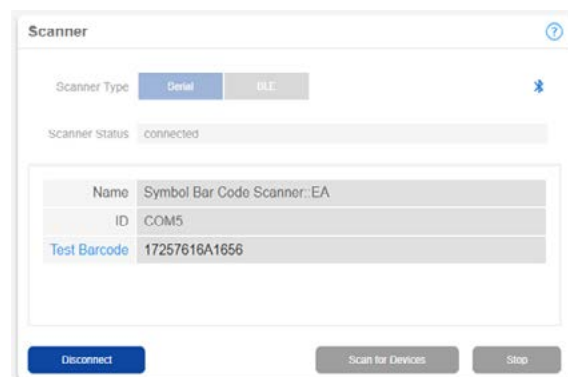 Scanner
Scanner Type Serial BLE
Scanner Status connected
Name Symbol Bar Code Scanner::EA
ID COM5
Test Barcode 17257616A1656
Disconnect Scan for Devices Stop